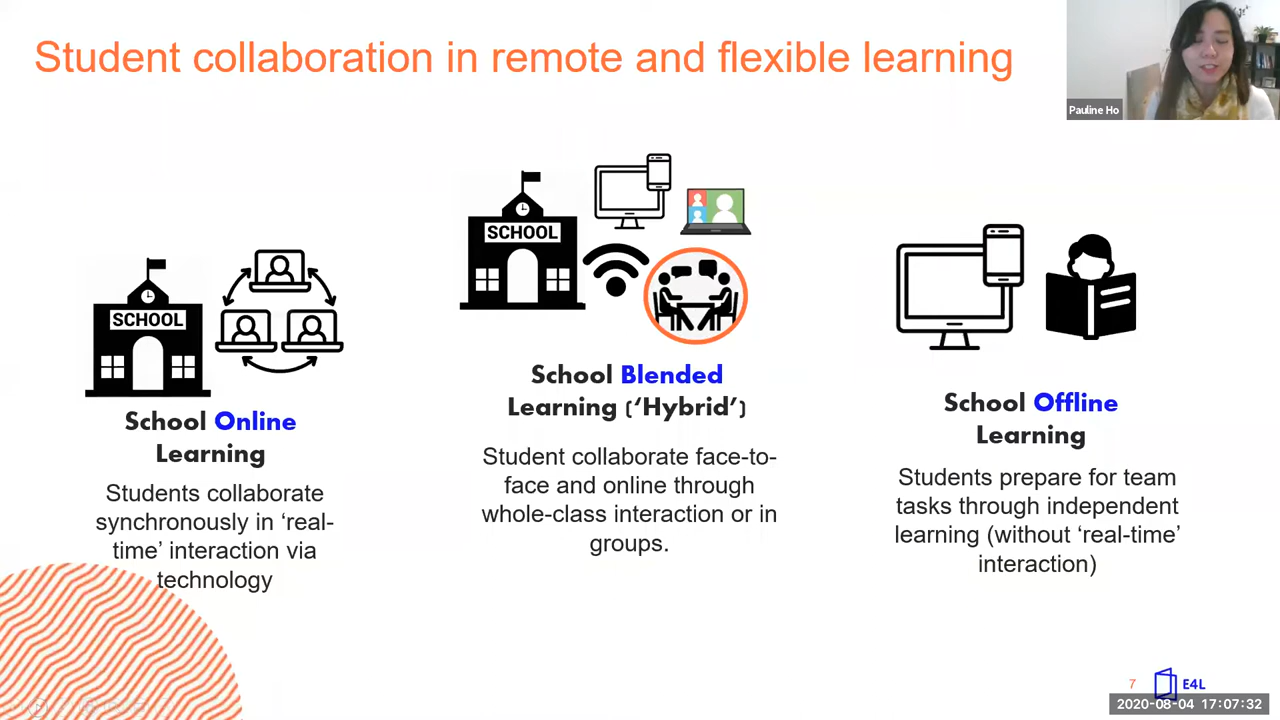 Student collaboration in remote and flexible learning
Pauline Ho
SCHOOL
SCHOOL
School Online
Learning
Students collaborate
synchronously in ‘real-
time’ interaction via
technology
School Blended
Learning (‘Hybrid’)
Student collaborate face-to-
face and online through
whole-class interaction or in
groups.
School Offline
Learning
Students prepare for team
tasks through independent
learning (without ‘real-time’
interaction)
7
E4L
2020-08-04 17:07:32